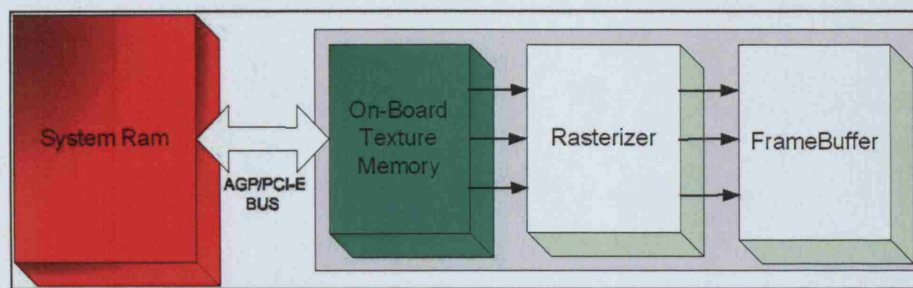 System Ram
AGP/PCI-E
BUS
On-Board
Texture
Memory
Rasterizer
FrameBuffer